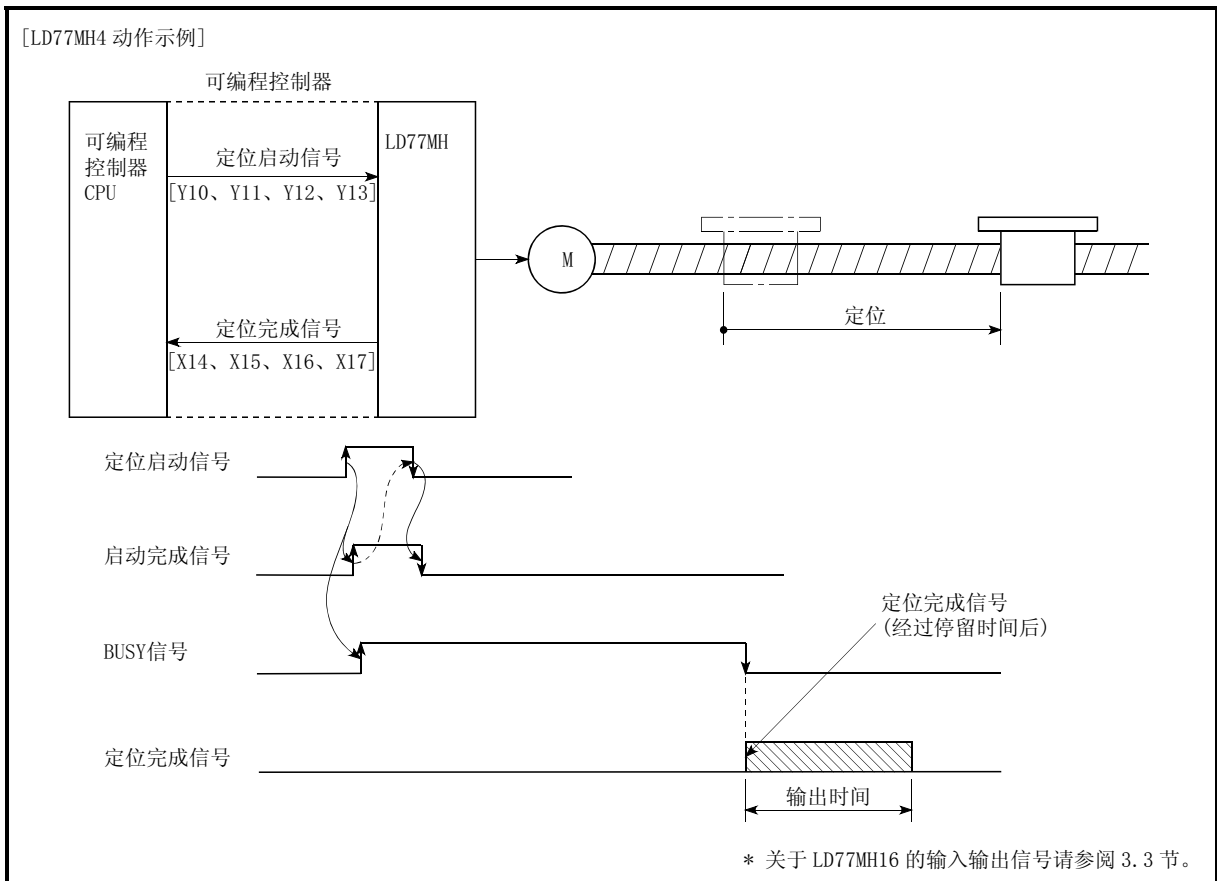 [LD77MH4 动作示例]
可编程控制器
可编程
控制器
CPU
LD77MH
定位启动信号
[Y10、Y11、Y12、Y13]
M
定位
定位完成信号
[X14、X15、X16、X17]
定位启动信号
启动完成信号
定位完成信号
(经过停留时间后)
BUSY信号
定位完成信号
输出时间
* 关于 LD77MH16 的输入输出信号请参阅 3.3 节。